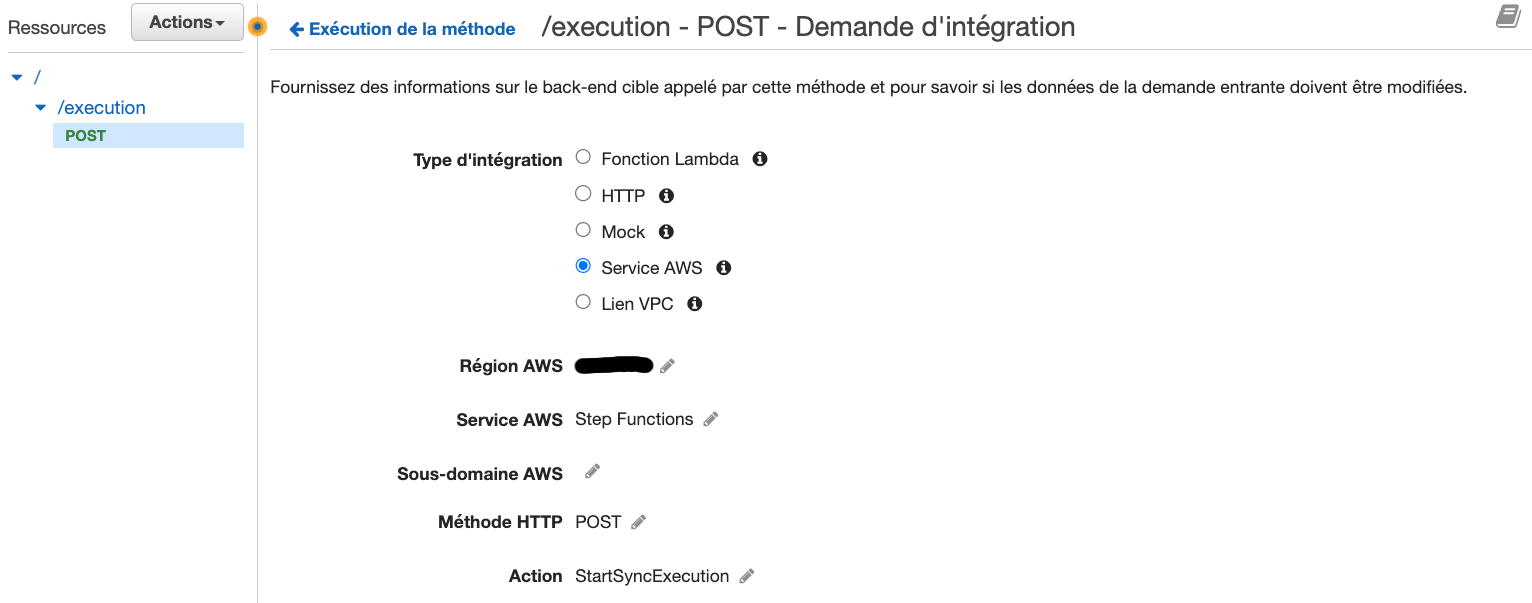 Ressources
Actions
Exécution de la méthode
/execution - POST - Demande d'intégration
/
/execution
POST
Fournissez des informations sur le back-end cible appelé par cette méthode et pour savoir si les données de la demande entrante doivent être modifiées.
Type d'intégration
Fonction Lambda
HTTP
Mock
Service AWS
Lien VPC
Région AWS
Service AWS Step Functions
Sous-domaine AWS
Méthode HTTP POST
Action StartSyncExecution